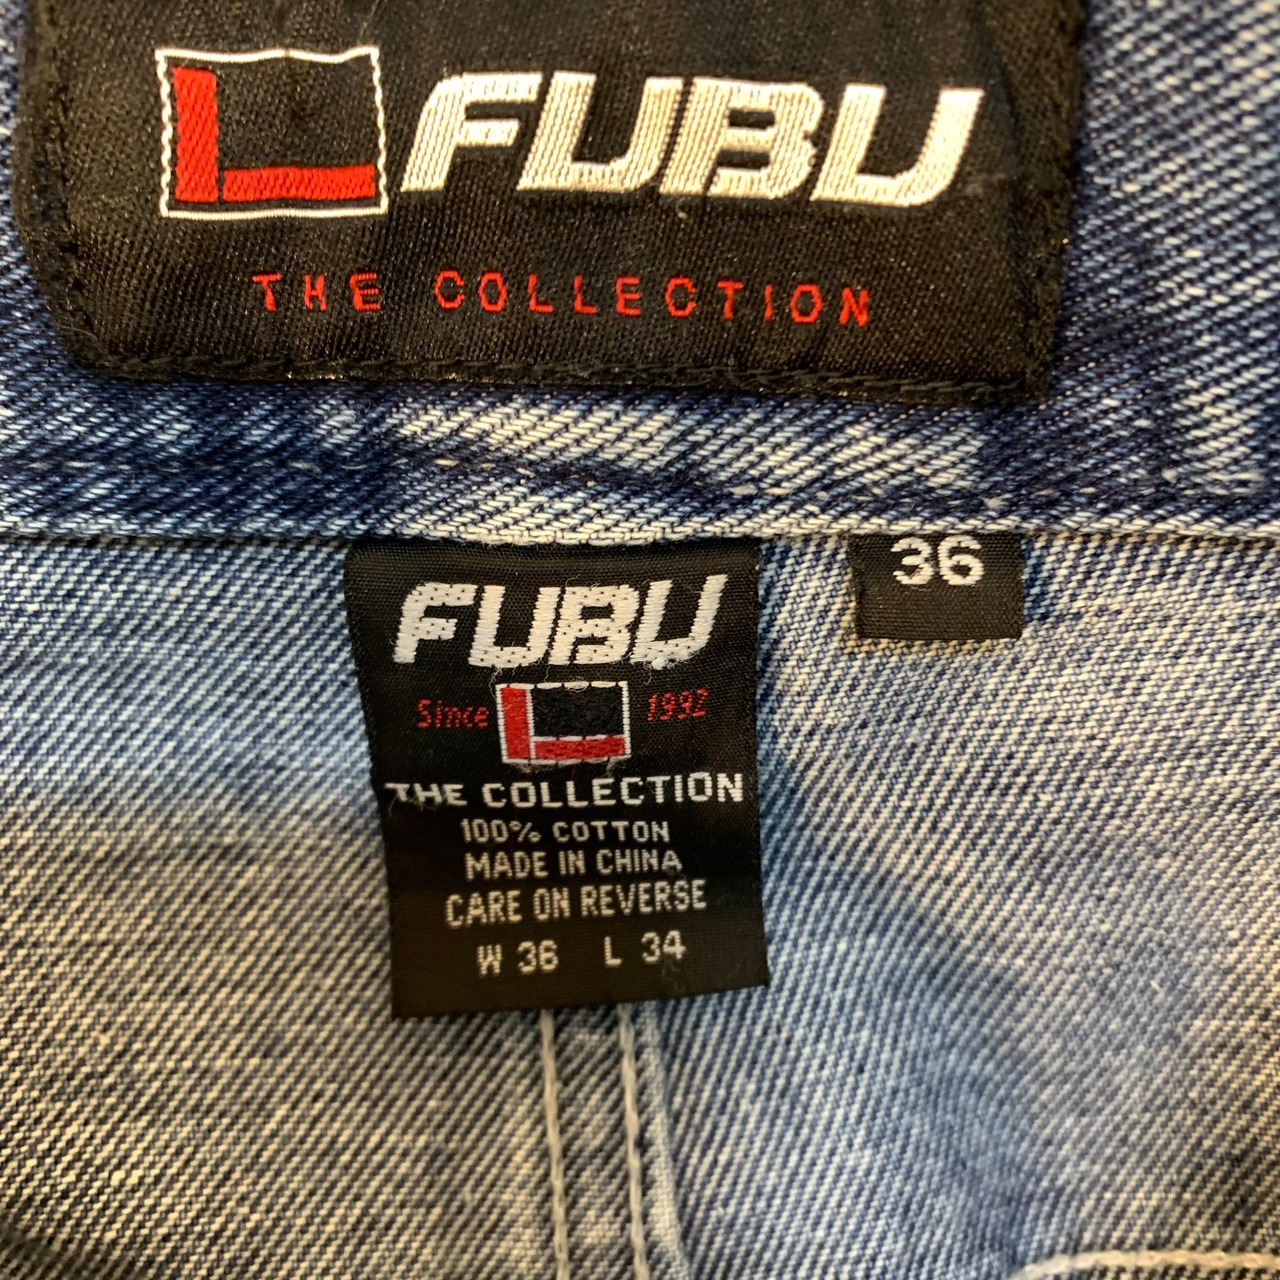 FUBU
THE COLLECTION
36
FUBU
Since 1992
THE COLLECTION
100% COTTON
MADE IN CHINA
CARE ON REVERSE
W 36 L 34